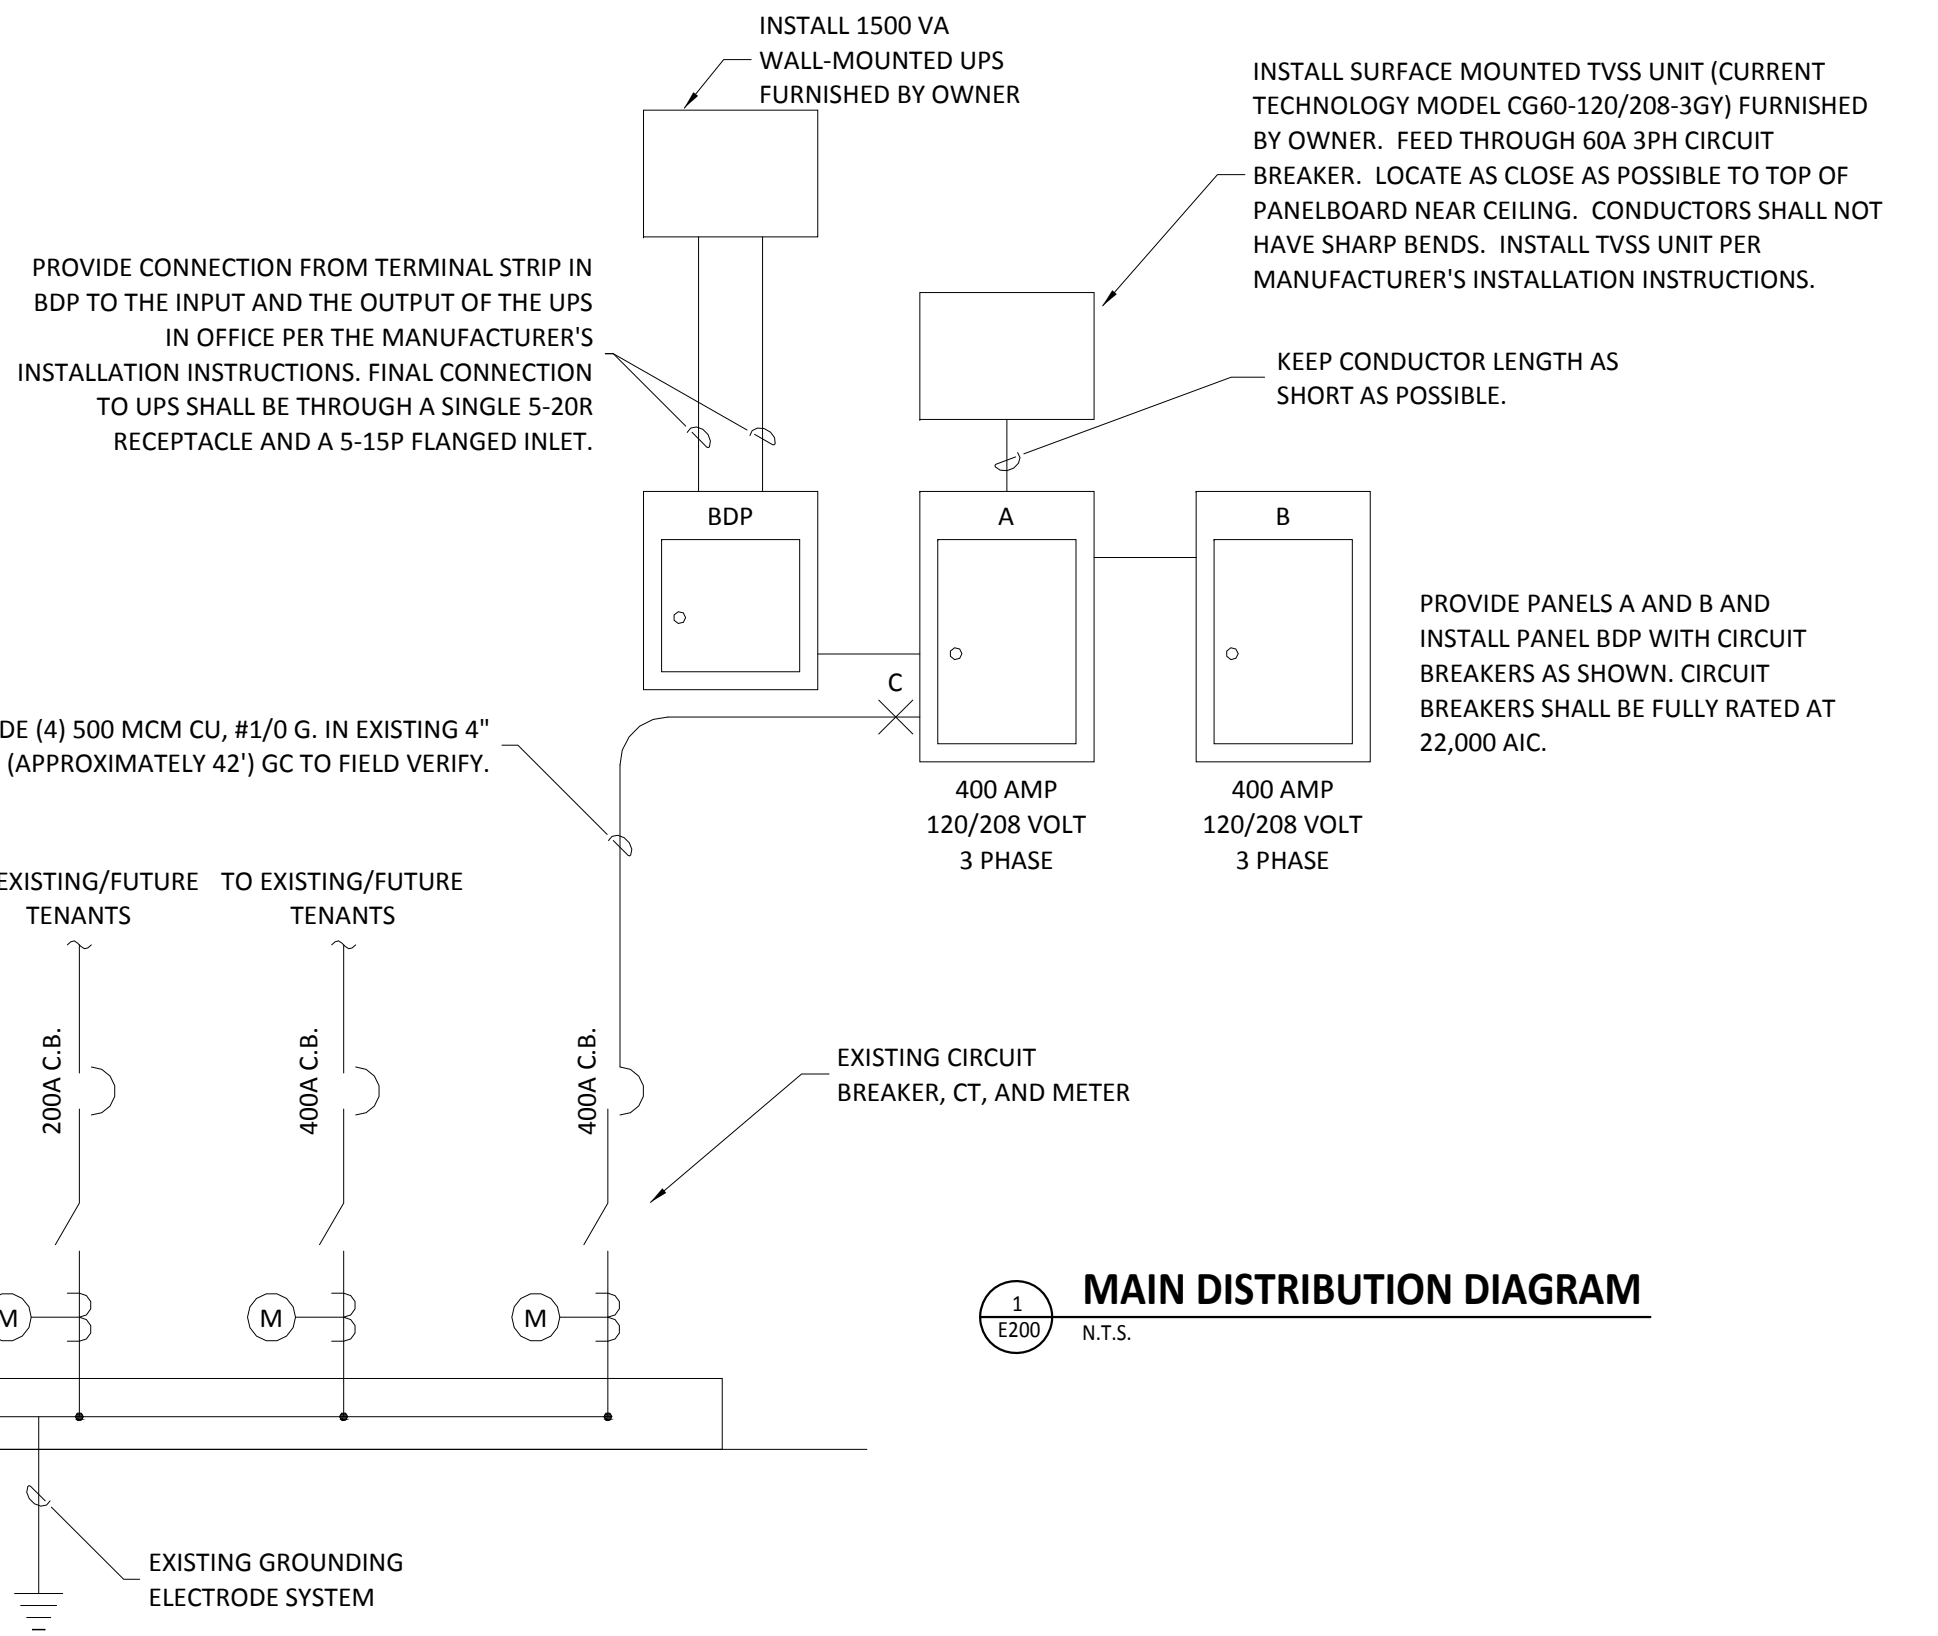 INSTALL 1500 VA
WALL-MOUNTED UPS
FURNISHED BY OWNER
INSTALL SURFACE MOUNTED TVSS UNIT (CURRENT
TECHNOLOGY MODEL CG60-120/208-3GY) FURNISHED
BY OWNER. FEED THROUGH 60A 3PH CIRCUIT
BREAKER. LOCATE AS CLOSE AS POSSIBLE TO TOP OF
PANELBOARD NEAR CEILING. CONDUCTORS SHALL NOT
HAVE SHARP BENDS. INSTALL TVSS UNIT PER
MANUFACTURER'S INSTALLATION INSTRUCTIONS.
PROVIDE CONNECTION FROM TERMINAL STRIP IN
BDP TO THE INPUT AND THE OUTPUT OF THE UPS
IN OFFICE PER THE MANUFACTURER'S
INSTALLATION INSTRUCTIONS. FINAL CONNECTION
TO UPS SHALL BE THROUGH A SINGLE 5-20R
RECEPTACLE AND A 5-15P FLANGED INLET.
KEEP CONDUCTOR LENGTH AS
SHORT AS POSSIBLE.
BDP
A
B
C
PROVIDE PANELS A AND B AND
INSTALL PANEL BDP WITH CIRCUIT
BREAKERS AS SHOWN. CIRCUIT
BREAKERS SHALL BE FULLY RATED AT
22,000 AIC.
DE (4) 500 MCM CU, #1/0 G. IN EXISTING 4"
(APPROXIMATELY 42') GC TO FIELD VERIFY.
400 AMP
120/208 VOLT
3 PHASE
400 AMP
120/208 VOLT
3 PHASE
EXISTING/FUTURE
TENANTS
TO EXISTING/FUTURE
TENANTS
200A C.B.
400A C.B.
400A C.B.
EXISTING CIRCUIT
BREAKER, CT, AND METER
M
M
M
1
E200
MAIN DISTRIBUTION DIAGRAM
N.T.S.
EXISTING GROUNDING
ELECTRODE SYSTEM